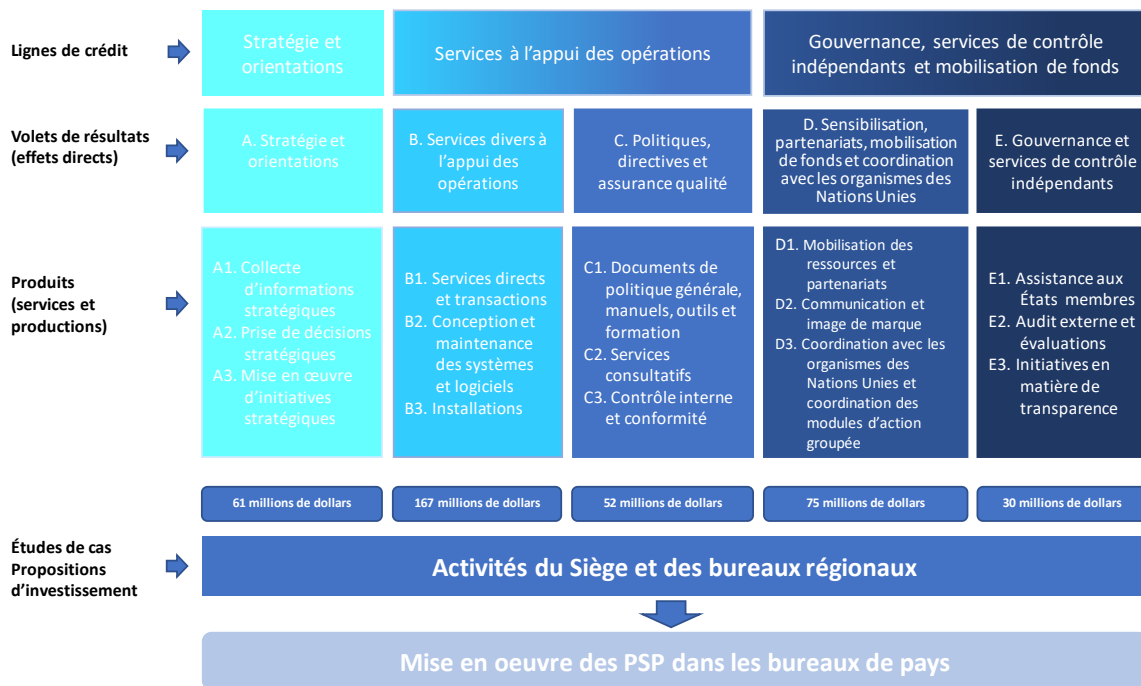 Lignes de crédit
Stratégie et
orientations
Services à l'appui des opérations
Gouvernance, services de contrôle
indépendants et mobilisation de fonds
Volets de résultats
(effets directs)
A. Stratégie et
orientations
B. Services divers à
l'appui des
opérations
C. Politiques,
directives et
assurance qualité
D. Sensibilisation,
partenariats, mobilisation
de fonds et coordination
avec les organismes des
Nations Unies
E. Gouvernance et
services de contrôle
indépendants
Produits
(services et
productions)
A1. Collecte
d'informations
stratégiques
A2. Prise de décisions
stratégiques
A3. Mise en œuvre
d'initiatives
stratégiques
B1. Services directs
et transactions
B2. Conception et
maintenance
des systèmes
et logiciels
B3. Installations
C1. Documents de
politique générale,
manuels, outils et
formation
C2. Services
consultatifs
C3. Contrôle interne
et conformité
D1. Mobilisation des
ressources et
partenariats
D2. Communication et
image de marque
D3. Coordination avec les
organismes des
Nations Unies et
coordination des
modules d'action
groupée
E1. Assistance aux
États membres
E2. Audit externe et
évaluations
E3. Initiatives en
matière de
transparence
61 millions de dollars
167 millions de dollars
52 millions de dollars
75 millions de dollars
30 millions de dollars
Études de cas
Propositions
d'investissement
Activités du Siège et des bureaux régionaux
Mise en oeuvre des PSP dans les bureaux de pays